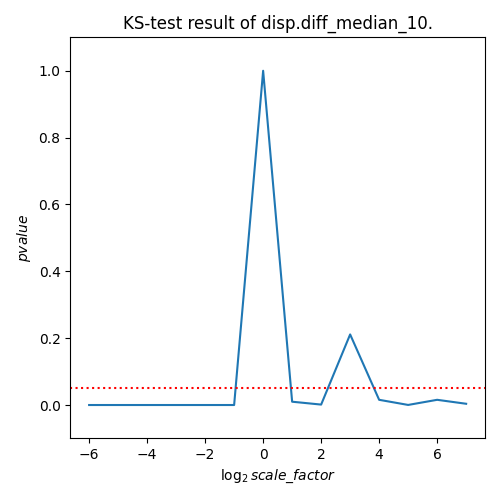 KS-test result of disp.diff_median_10.
1.0
0.8
0.6
0.4
0.2
0.0
pvalue
−6 −4 −2 0 2 4 6
log₂ scale_factor